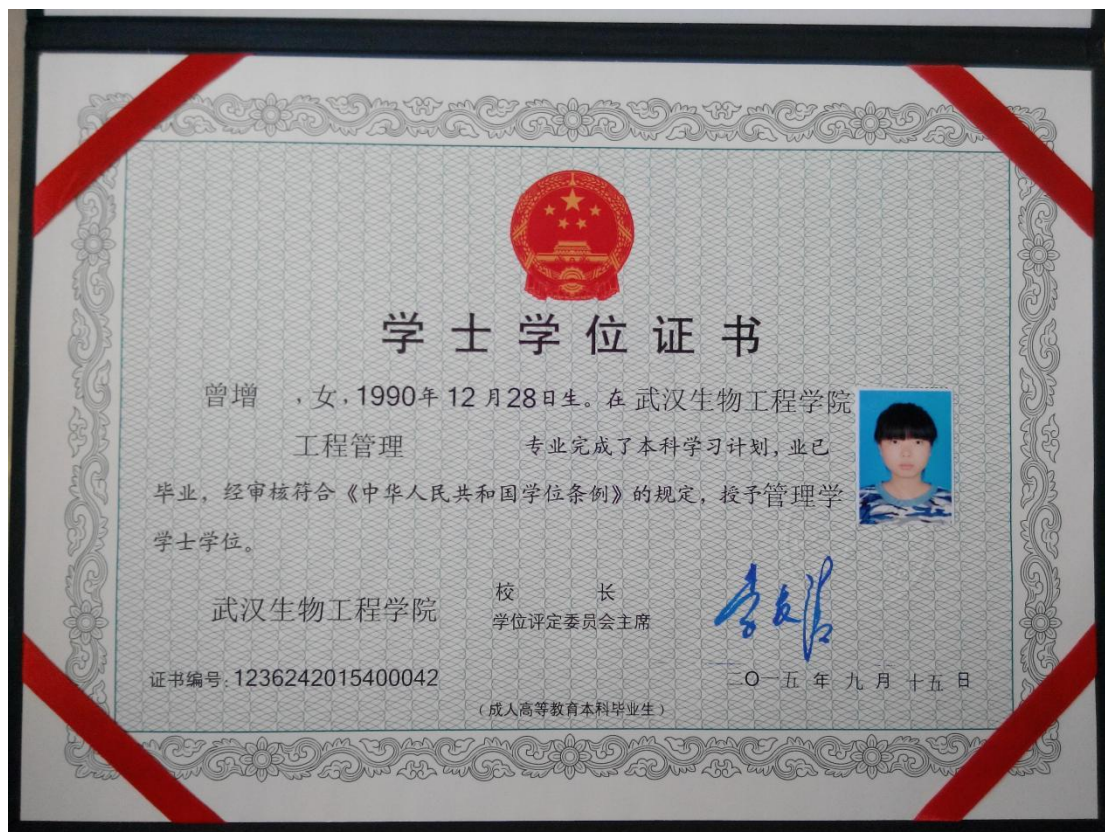 学士学位证书
曾增 ，女，1990年 12 月28日生。在 武汉生物工程学院
工程管理 专业完成了本科学习计划，业已
毕业，经审核符合《中华人民共和国学位条例》的规定，授予管理学
学士学位。
武汉生物工程学院
校 长
学位评定委员会主席
证书编号：1236242015400042
二O一五 年 九 月 十五 日
（成人高等教育本科毕业生）